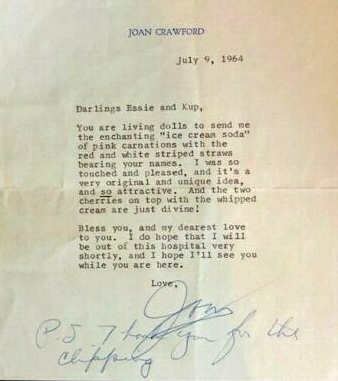 JOAN CRAWFORD
July 9, 1964
Darlings Essie and Kup,
You are living dolls to send me
the enchanting "ice cream soda"
of pink carnations with the
red and white striped straws
bearing your names. I was so
touched and pleased, and it's a
very original and unique idea,
and so attractive. And the two
cherries on top with the whipped
cream are just divine!
Bless you, and my dearest love
to you. I do hope that I will
be out of this hospital very
shortly, and I hope I'll see you
while you are here.
Love,
Joan
P.S. Thank you for the
clipping